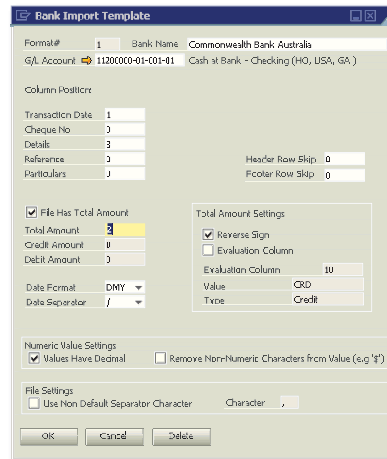 Bank Import Template
Format# 1 Bank Name Commonwealth Bank Australia
G/L Account 11200000-01-001-01 Cash at Bank - Checking (HO, USA, GA )
Column Position
Transaction Date 1
Cheque No 0
Details 3
Reference 0 Header Row Skip 0
Particulars 0 Footer Row Skip 0
File Has Total Amount Total Amount Settings
Total Amount 2 Reverse Sign
Credit Amount 0 Evaluation Column
Debit Amount 0 Evaluation Column 10
Date Format DMY Value CRD
Date Separator / Type Credit
Numeric Value Settings
Values Have Decimal Remove Non-Numeric Characters from Value (e.g '$')
File Settings
Use Non Default Separator Character Character ,
OK Cancel Delete